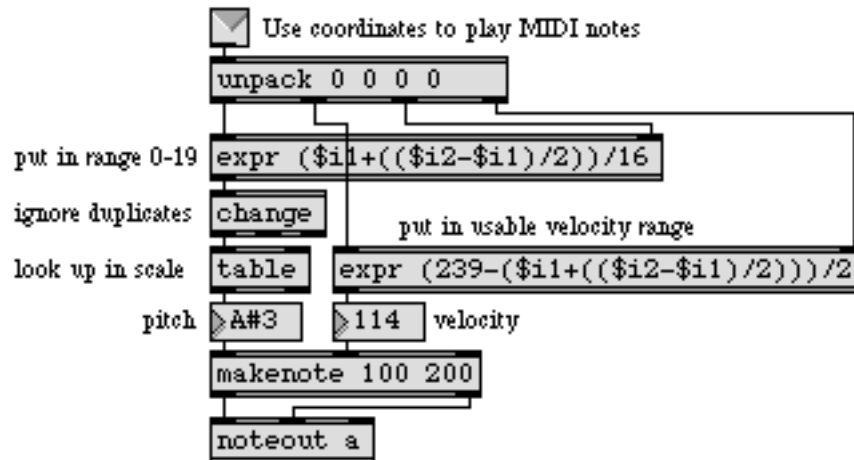 Use coordinates to play MIDI notes
unpack 0 0 0 0
put in range 0-19
expr ($i1+(($i2-$i1)/2))/16
ignore duplicates
change
put in usable velocity range
look up in scale
table
expr (239-($i1+(($i2-$i1)/2)))/2
pitch
A#3
114
velocity
makenote 100 200
noteout a